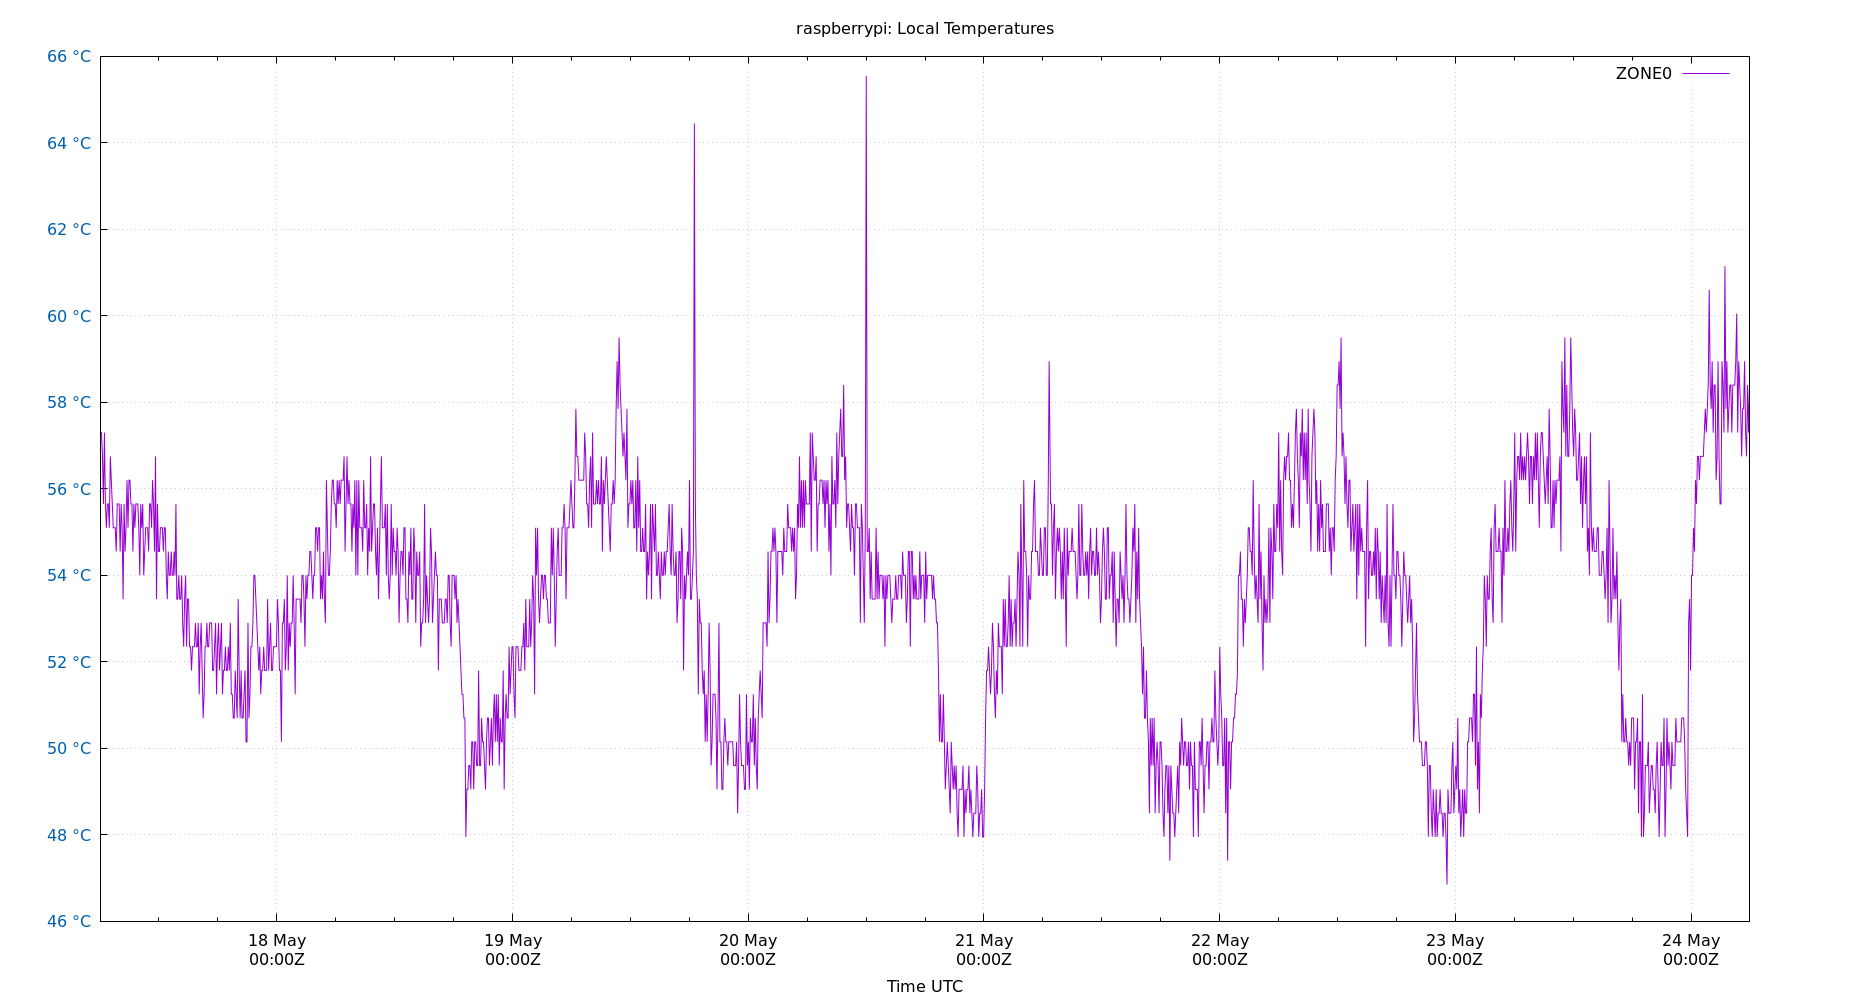 raspberrypi: Local Temperatures
ZONE0
66 °C
64 °C
62 °C
60 °C
58 °C
56 °C
54 °C
52 °C
50 °C
48 °C
46 °C
18 May
00:00Z
19 May
00:00Z
20 May
00:00Z
21 May
00:00Z
22 May
00:00Z
23 May
00:00Z
24 May
00:00Z
Time UTC